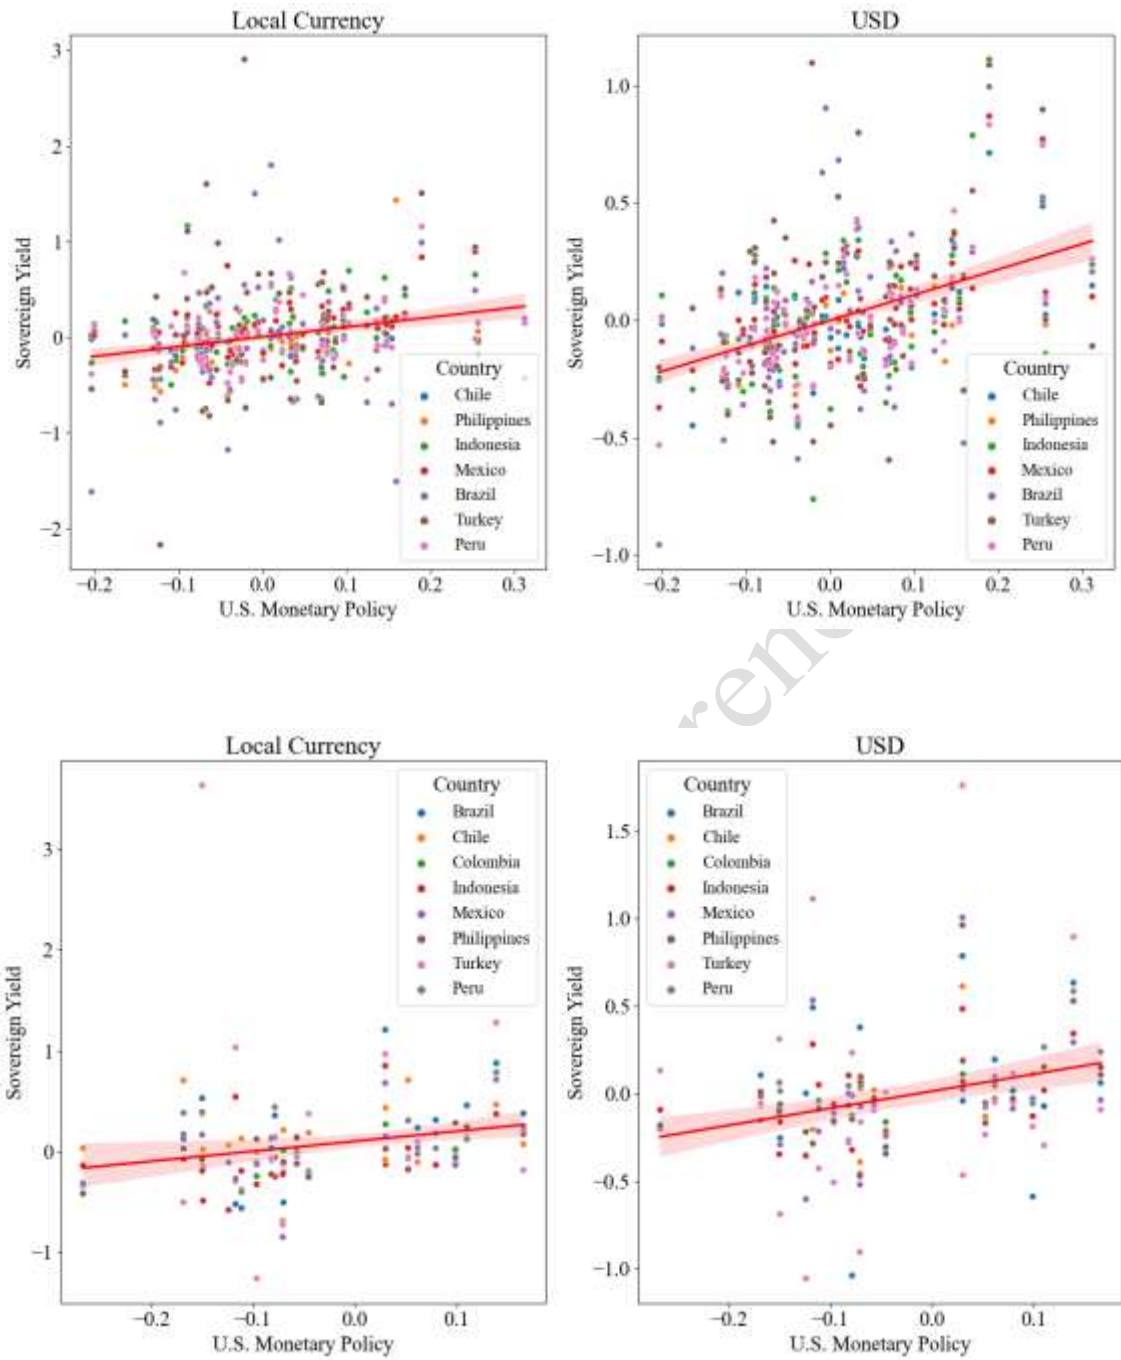 Local Currency
3
2
1
0
−1
−2
Sovereign Yield
Country
Chile
Philippines
Indonesia
Mexico
Brazil
Turkey
Peru
−0.2 −0.1 0.0 0.1 0.2 0.3
U.S. Monetary Policy
USD
1.0
0.5
0.0
−0.5
−1.0
Sovereign Yield
Country
Chile
Philippines
Indonesia
Mexico
Brazil
Turkey
Peru
−0.2 −0.1 0.0 0.1 0.2 0.3
U.S. Monetary Policy
Local Currency
3
2
1
0
−1
Sovereign Yield
Country
Brazil
Chile
Colombia
Indonesia
Mexico
Philippines
Turkey
Peru
−0.2 −0.1 0.0 0.1
U.S. Monetary Policy
USD
1.5
1.0
0.5
0.0
−0.5
−1.0
Sovereign Yield
Country
Brazil
Chile
Colombia
Indonesia
Mexico
Philippines
Turkey
Peru
−0.2 −0.1 0.0 0.1
U.S. Monetary Policy